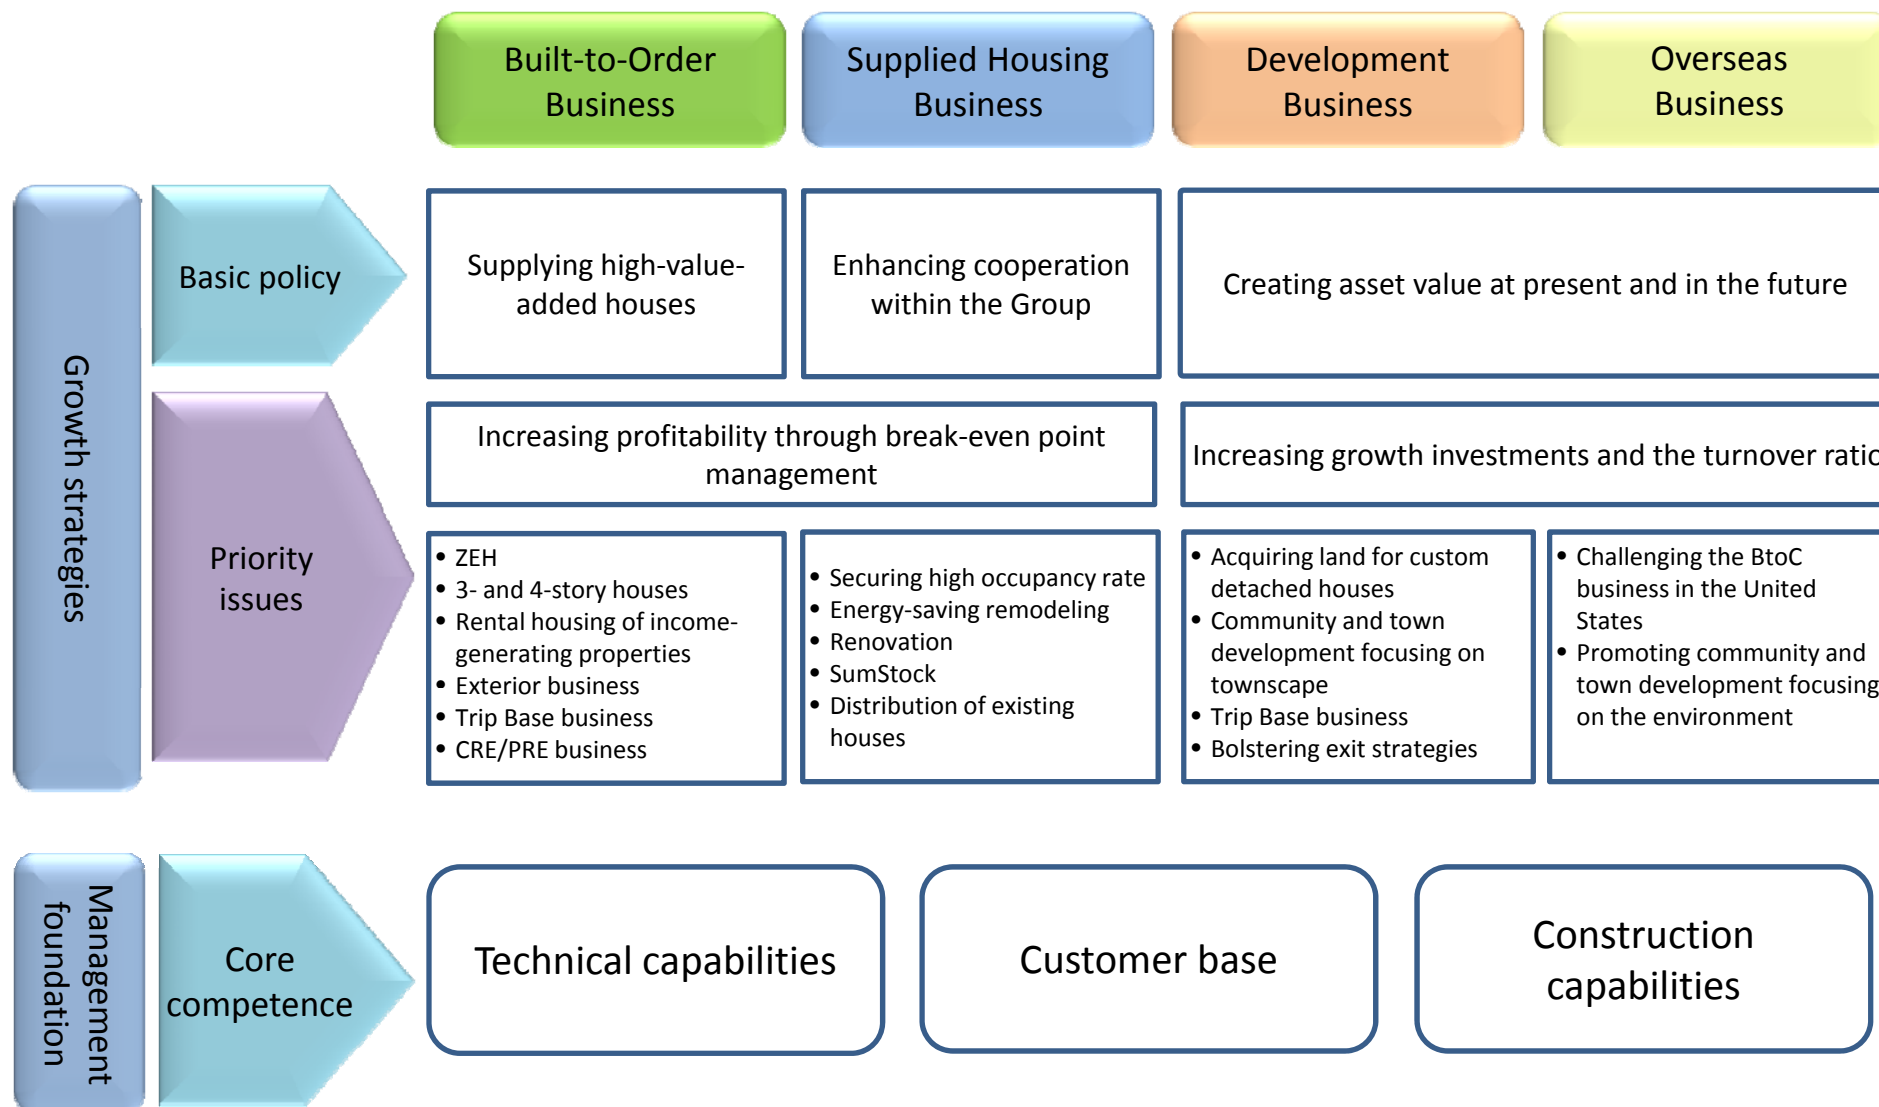 Built-to-Order
Business
Supplied Housing
Business
Development
Business
Overseas
Business
Growth strategies
Basic policy
Supplying high-value-
added houses
Enhancing cooperation
within the Group
Creating asset value at present and in the future
Priority
issues
Increasing profitability through break-even point
management
Increasing growth investments and the turnover ratio
• ZEH
• 3- and 4-story houses
• Rental housing of income-
generating properties
• Exterior business
• Trip Base business
• CRE/PRE business
• Securing high occupancy rate
• Energy-saving remodeling
• Renovation
• SumStock
• Distribution of existing
houses
• Acquiring land for custom
detached houses
• Community and town
development focusing on
townscape
• Trip Base business
• Bolstering exit strategies
• Challenging the BtoC
business in the United
States
• Promoting community and
town development focusing
on the environment
Management
foundation
Core
competence
Technical capabilities
Customer base
Construction
capabilities